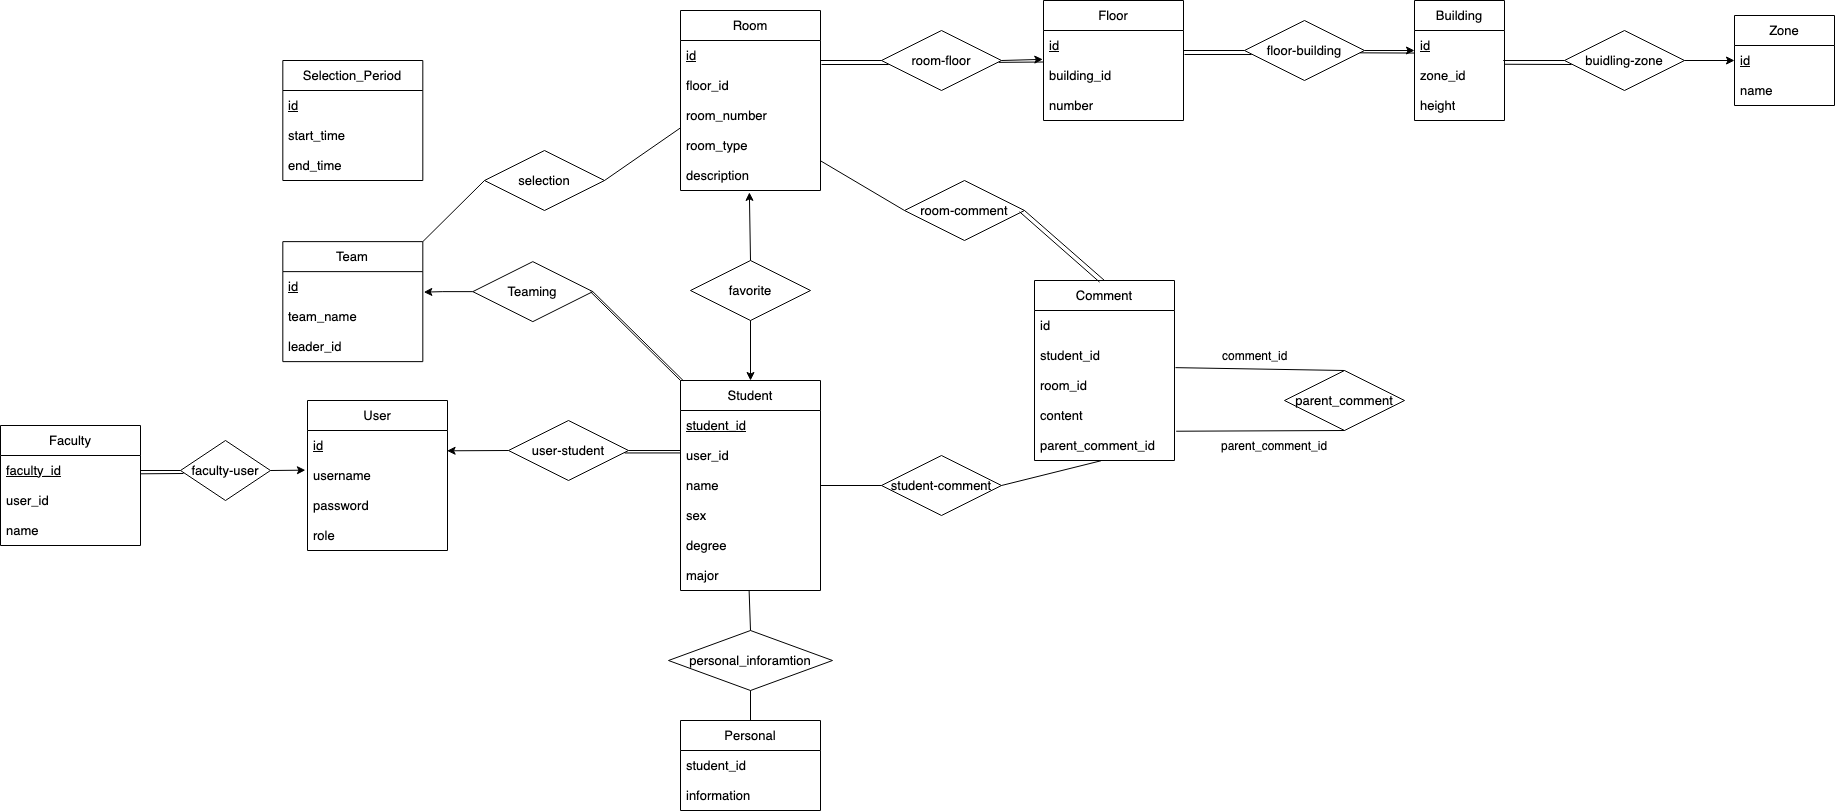 Room
id
floor_id
room_number
room_type
description
room-floor
Floor
id
building_id
number
floor-building
Building
id
zone_id
height
buidling-zone
Zone
id
name
Selection_Period
id
start_time
end_time
selection
room-comment
Team
id
team_name
leader_id
Teaming
favorite
Comment
id
student_id
room_id
content
parent_comment_id
comment_id
parent_comment
parent_comment_id
Faculty
faculty_id
user_id
name
faculty-user
User
id
username
password
role
user-student
Student
student_id
user_id
name
sex
degree
major
student-comment
personal_inforamtion
Personal
student_id
information